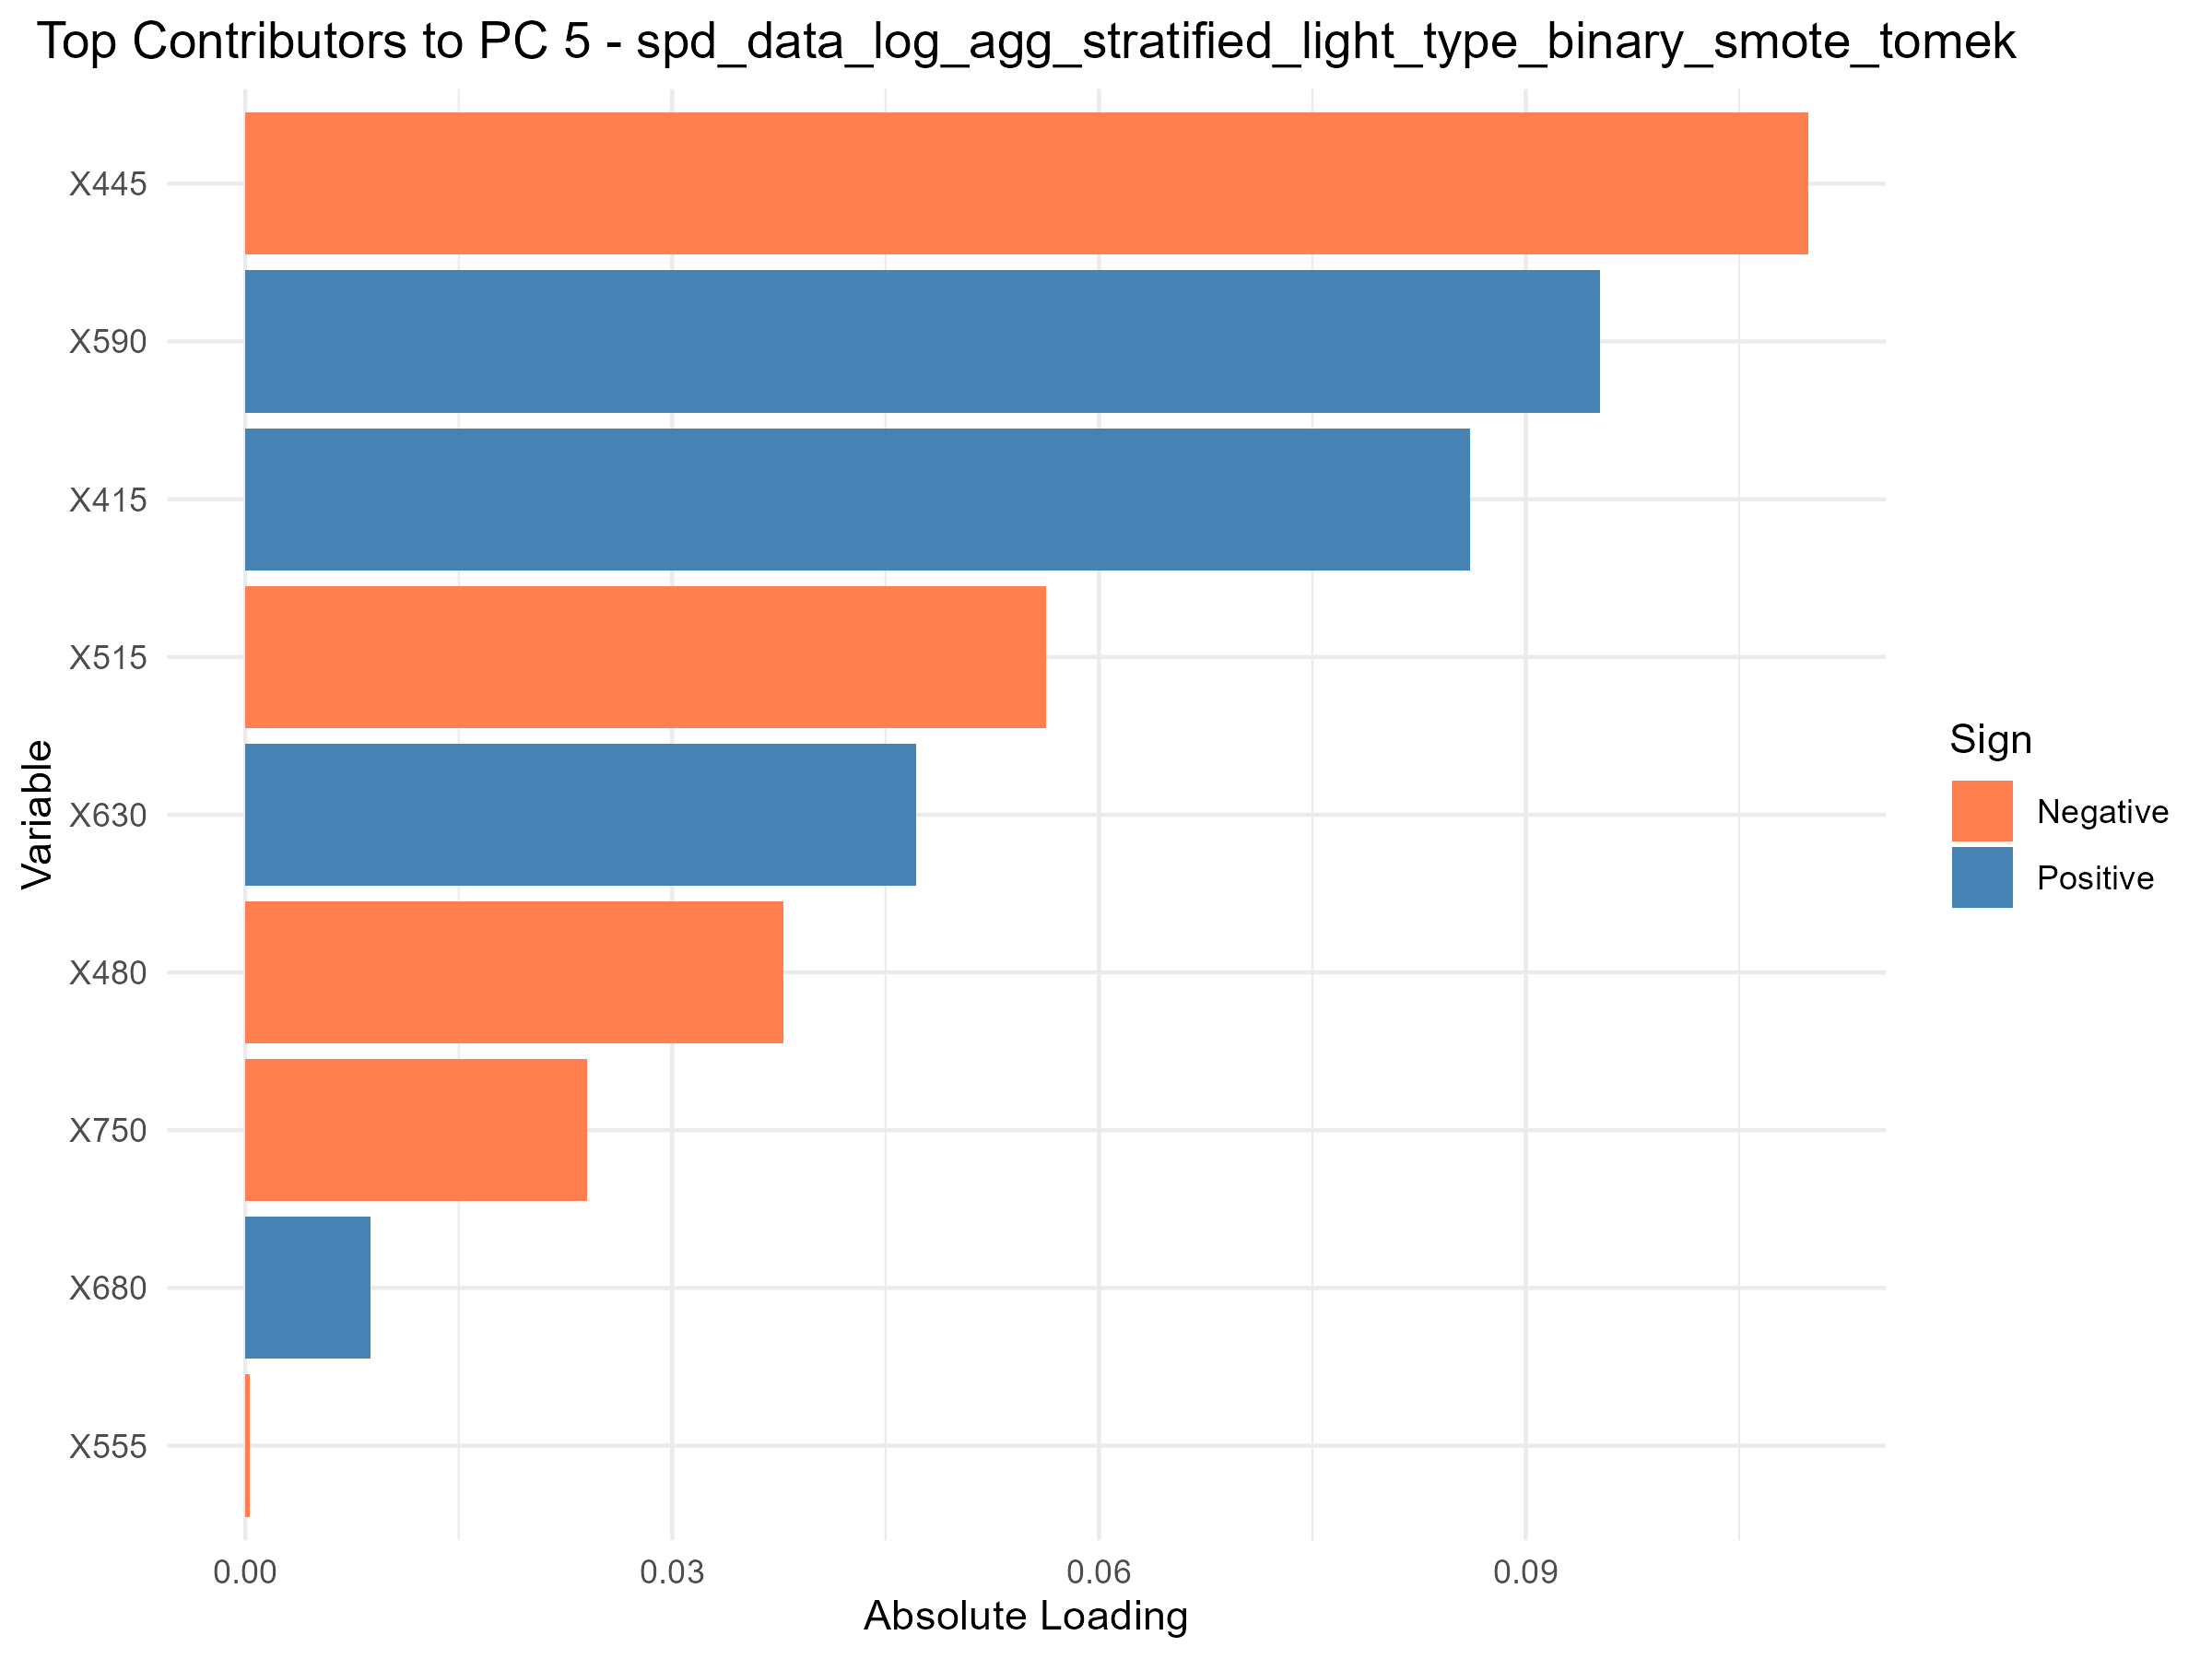 Top Contributors to PC 5 - spd_data_log_agg_stratified_light_type_binary_smote_tomek
Variable
X445
X590
X415
X515
X630
X480
X750
X680
X555
0.00 0.03 0.06 0.09
Absolute Loading
Sign
Negative
Positive